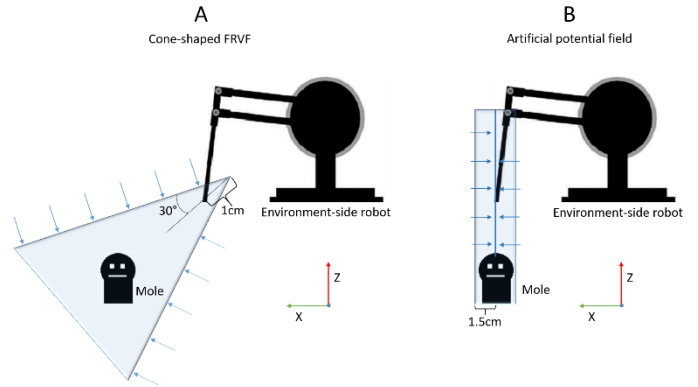 A
Cone-shaped FRVF
30°
1cm
Environment-side robot
Mole
Z
X
B
Artificial potential field
Environment-side robot
Mole
1.5cm
Z
X